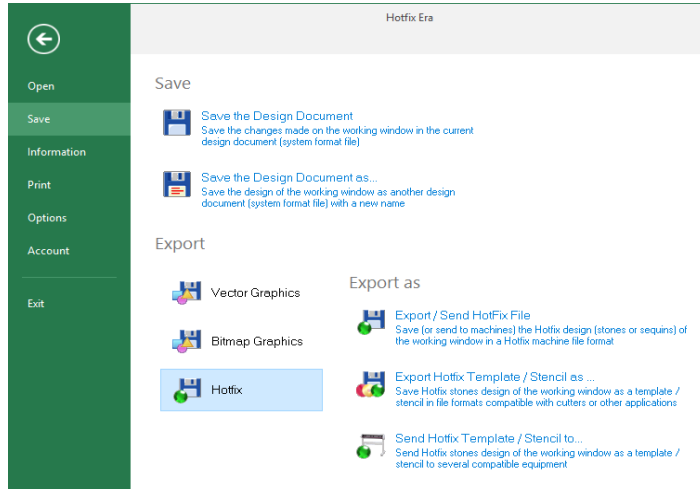 Hotfix Era
Open
Save
Information
Print
Options
Account
Exit
Save
Save the Design Document
Save the changes made on the working window in the current
design document (system format file)
Save the Design Document as...
Save the design of the working window as another design
document (system format file) with a new name
Export
Vector Graphics
Bitmap Graphics
Hotfix
Export as
Export / Send HotFix File
Save (or send to machines) the Hotfix design (stones or sequins) of
the working window in a Hotfix machine file format
Export Hotfix Template / Stencil as ...
Save Hotfix stones design of the working window as a template /
stencil in file formats compatible with cutters or other applications
Send Hotfix Template / Stencil to...
Send Hotfix stones design of the working window as a template /
stencil to several compatible equipment